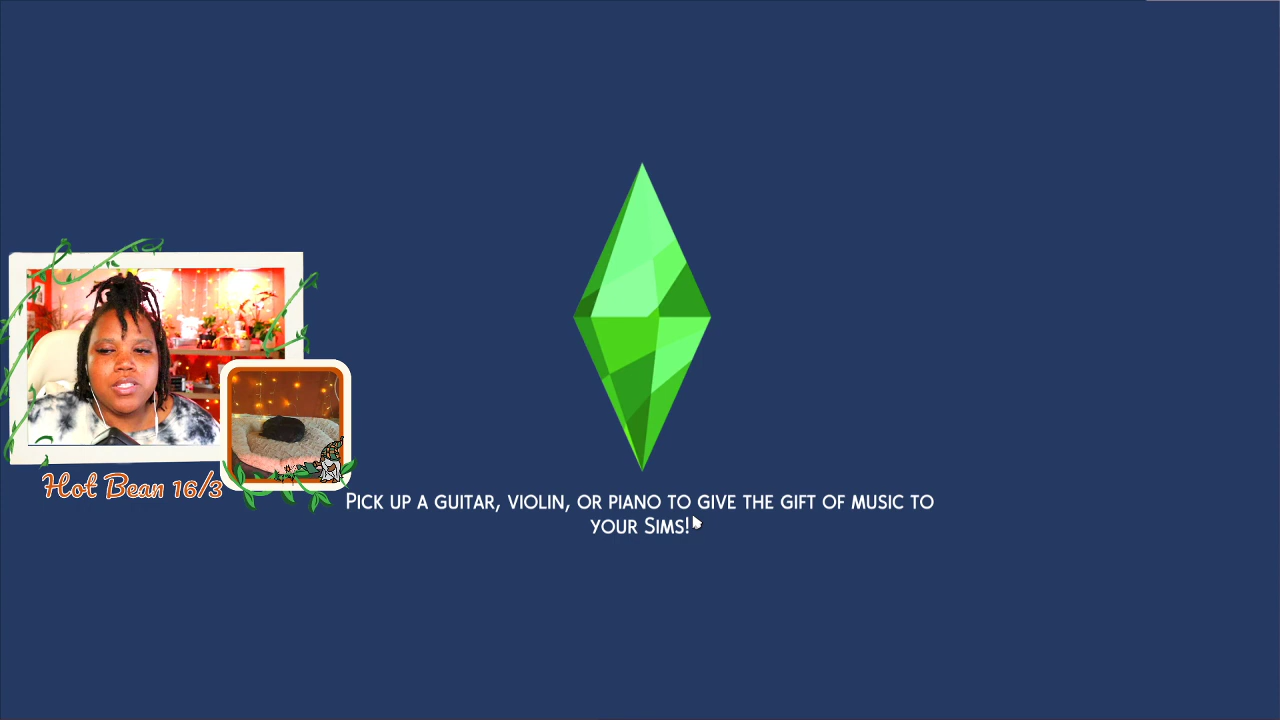 Hot Bean 16/3
PICK UP A GUITAR, VIOLIN, OR PIANO TO GIVE THE GIFT OF MUSIC TO
YOUR SIMS!